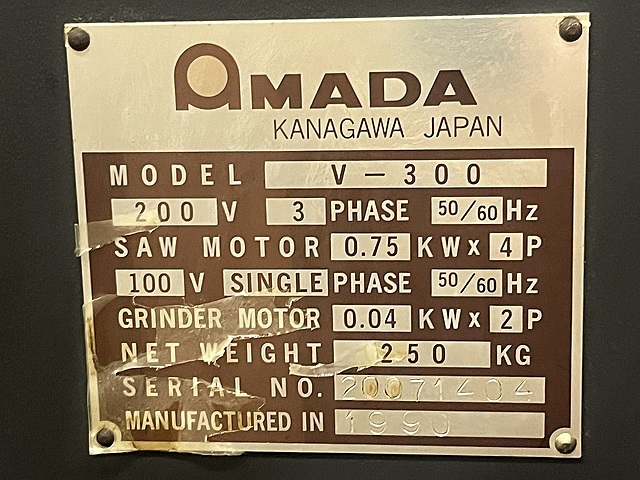 AMADA
KANAGAWA JAPAN
MODEL V-300
200 V 3 PHASE 50/60 Hz
SAW MOTOR 0.75 KW× 4 P
100 V SINGLE PHASE 50/60 Hz
GRINDER MOTOR 0.04 KW× 2 P
NET WEIGHT 250 KG
SERIAL NO. 20071404
MANUFACTURED IN 1990